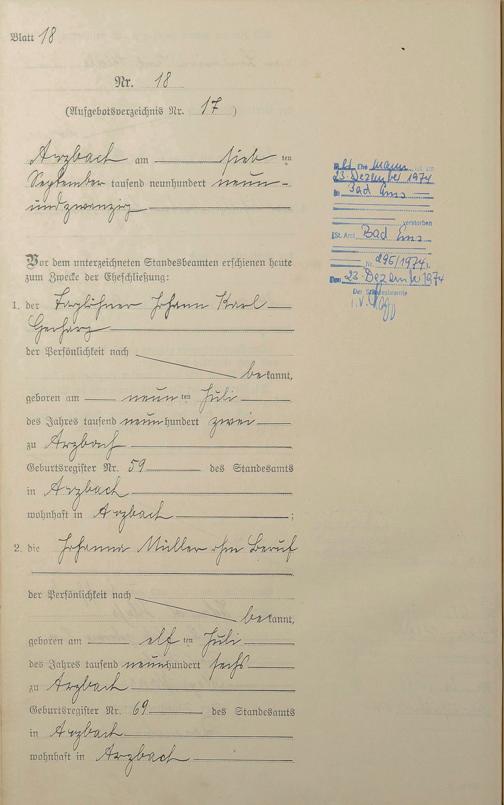 Blatt 18
Nr. 18
(Aufgebotsverzeichnis Nr. 17)
Arzbach am sieb ten
September tausend neunhundert neun-
undzwanzig
Vor dem unterzeichneten Standesbeamten erschienen heute
zum Zwecke der Eheschließung:
1. der Taglöhner Johann Karl
Gerharz
der Persönlichkeit nach
bekannt,
geboren am neun ten Juli
des Jahres tausend neunhundert zwei
zu Arzbach
Geburtsregister Nr. 59 des Standesamts
in Arzbach
wohnhaft in Arzbach ;
2. die Johanna Müller ohne Beruf
der Persönlichkeit nach
bekannt,
geboren am elf ten Juli
des Jahres tausend neunhundert sechs
zu Arzbach
Geburtsregister Nr. 69 des Standesamts
in Arzbach
wohnhaft in Arzbach
Ehemann
23. Dezember 1974
in Bad Ems
verstorben
(St. Amt Bad Ems
Nr. 295/1974).
Den 23. Dezember 1974
Der Standesbeamte
i.V.